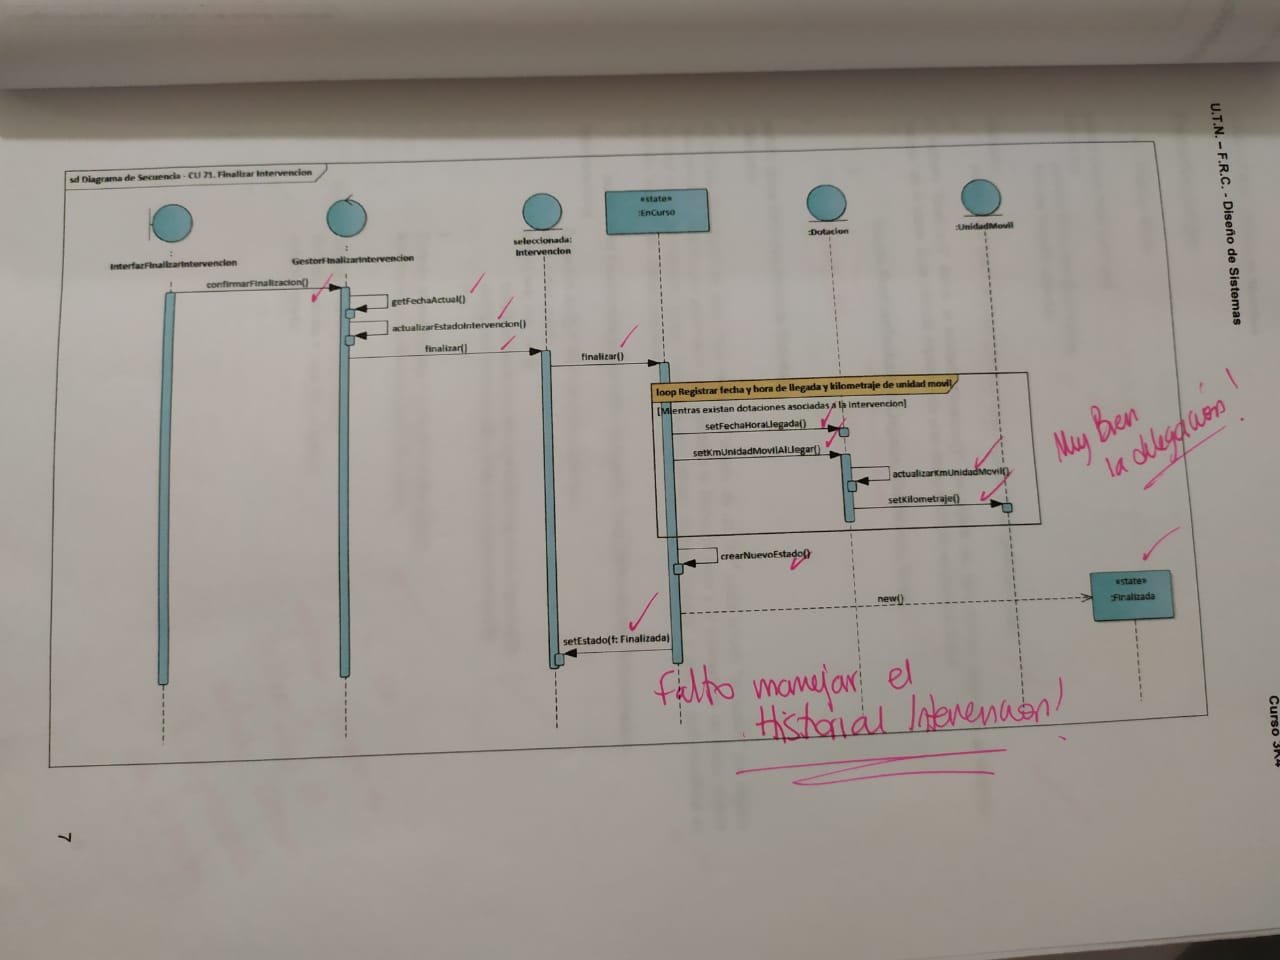 U.T.N. – F.R.C. - Diseño de Sistemas
sd Diagrama de Secuencia - CU 71. Finalizar Intervencion
:
InterfazFinalizarIntervencion
:
GestorFinalizarIntervencion
seleccionada:
Intervencion
«state»
:EnCurso
:Dotacion
:UnidadMovil
confirmarFinalizacion()
getFechaActual()
actualizarEstadoIntervencion()
finalizar()
finalizar()
loop Registrar fecha y hora de llegada y kilometraje de unidad movil
[Mientras existan dotaciones asociadas a la intervencion]
setFechaHoraLlegada()
setKmUnidadMovilAlLlegar()
actualizarKmUnidadMovil()
setKilometraje()
Muy Bien
la delegación!
crearNuevoEstado()
new()
«state»
:Finalizada
setEstado(f: Finalizada)
Falto manejar el
Historial Intervencion!
Curso 3K4
7